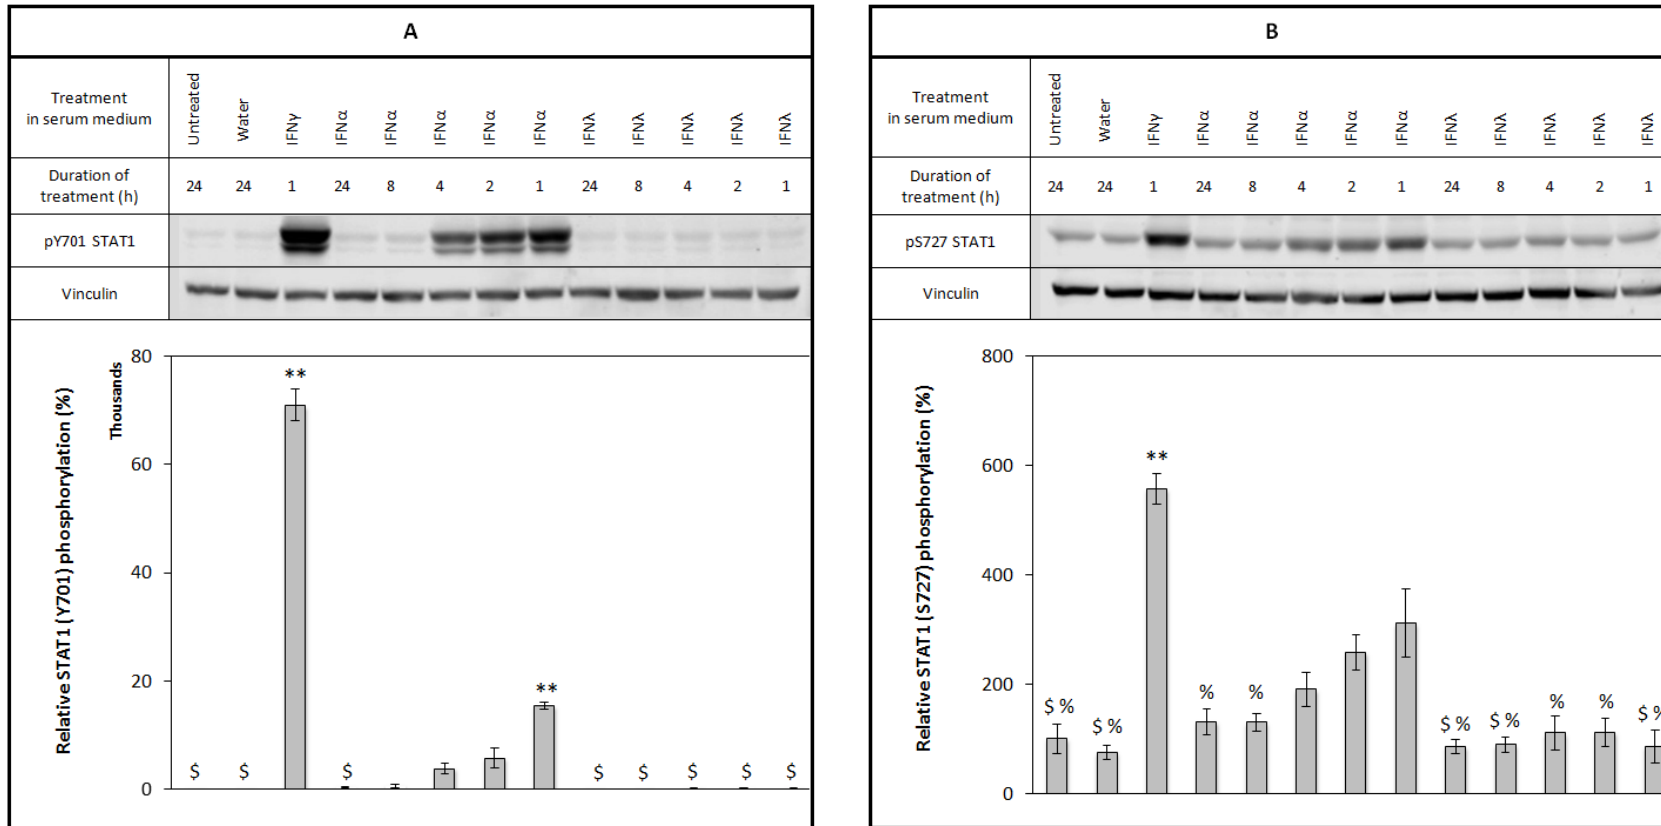 A
Treatment
in serum medium
Untreated
Water
IFNγ
IFNα
IFNα
IFNα
IFNα
IFNα
IFNλ
IFNλ
IFNλ
IFNλ
IFNλ
Duration of
treatment (h)
24 24 1 24 8 4 2 1 24 8 4 2 1
pY701 STAT1
Vinculin
Relative STAT1 (Y701) phosphorylation (%)
Thousands
80
60
40
20
0
$ $ ** $ ** $ $ $ $ $
B
Treatment
in serum medium
Untreated
Water
IFNγ
IFNα
IFNα
IFNα
IFNα
IFNα
IFNλ
IFNλ
IFNλ
IFNλ
IFNλ
Duration of
treatment (h)
24 24 1 24 8 4 2 1 24 8 4 2 1
pS727 STAT1
Vinculin
Relative STAT1 (S727) phosphorylation (%)
800
600
400
200
0
$ % $ % ** % % $ % $ % % % $ %